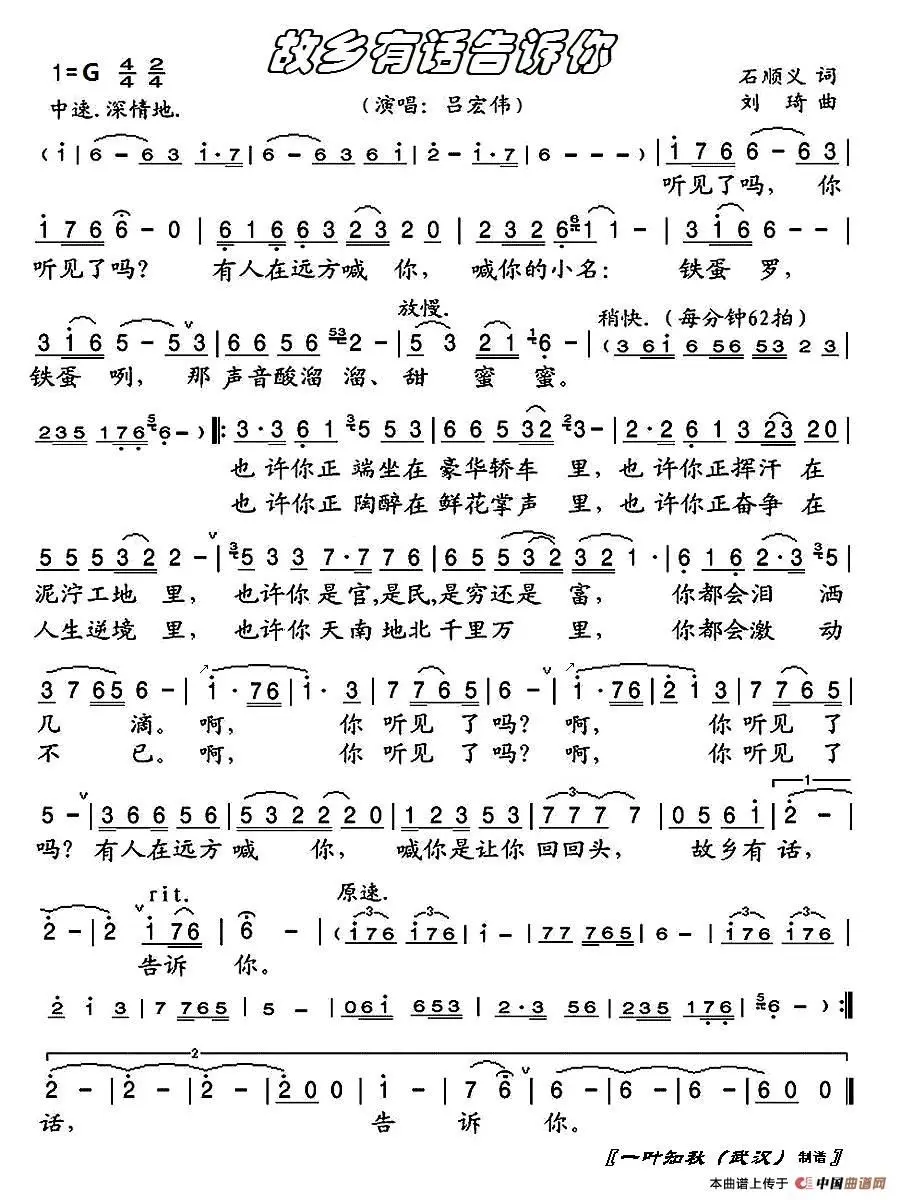 故乡有话告诉你
1=G 4/4 2/4
中速.深情地.
（演唱：吕宏伟）
石顺义 词
刘 琦 曲
(i | 6 - 6 3 i·7 | 6 - 6 3 6 i | 2 - i·7 | 6 - - - ) | i 7 6 6 - 6 3
听见了吗，你
i 7 6 6 - 0 | 6 1 6 6 3 2 3 2 0 | 2 3 2 6 1 1 - | 3 i 6 6 - -
听见了吗？ 有人在远方喊 你， 喊你的小名： 铁蛋 罗，
放慢. 稍快.（每分钟62拍）
3 i 6 5 - 5 3 | 6 6 5 6 53 2 - | 5 3 2 1 6 - | (3 6 i 6 5 6 5 3 2 3
铁蛋 咧， 那 声音酸溜 溜、甜 蜜 蜜。
2 3 5 1 7 6 6 - ) |: 3·3 6 1 5 5 3 | 6 6 5 3 2 3 - | 2·2 6 1 3 2 3 2 0
也 许你正 端坐在 豪华轿车 里，也 许你正挥汗 在
也 许你正 陶醉在 鲜花掌声 里，也 许你正奋争 在
5 5 5 3 2 2 - | 5 3 3 7·7 7 6 | 6 5 5 5 3 2 3 2 1· | 6 1 6 2·3 5
泥泞工地 里， 也许你 是官,是民,是穷还是 富， 你都会泪 洒
人生逆境 里， 也许你 天南地北 千里万 里， 你都会激 动
3 7 6 5 6 - | i·7 6 | i· 3 | 7 7 6 5 | 6 - | i·7 6 | 2 i 3 | 7 7 6 5
几 滴。啊， 你 听见 了吗？ 啊， 你 听见 了
不 已。啊， 你 听见 了吗？ 啊， 你 听见 了
5 - | 3 6 6 5 6 | 5 3 2 2 2 0 | 1 2 3 5 3 | 7 7 7 7 | 0 5 6 i | 2 -
吗？有人在远方 喊 你， 喊你是让你 回回头， 故乡有 话，
rit. 原速.
2 - | 2 i 7 6 | 6 - | (i 7 6 i 7 6 | i - | 7 7 7 6 5 | 6 - | i 7 6 i 7 6
告诉 你。
2 i 3 | 7 7 6 5 | 5 - | 0 6 i 6 5 3 | 2·3 5 6 | 2 3 5 1 7 6 | 6 - ) :|
2 - | 2 - | 2 - | 2 0 0 | i - | 7 6 | 6 - | 6 - | 6 0 0 |
话， 告 诉 你。
〖一叶知秋（武汉） 制谱〗
本曲谱上传于 中国曲谱网